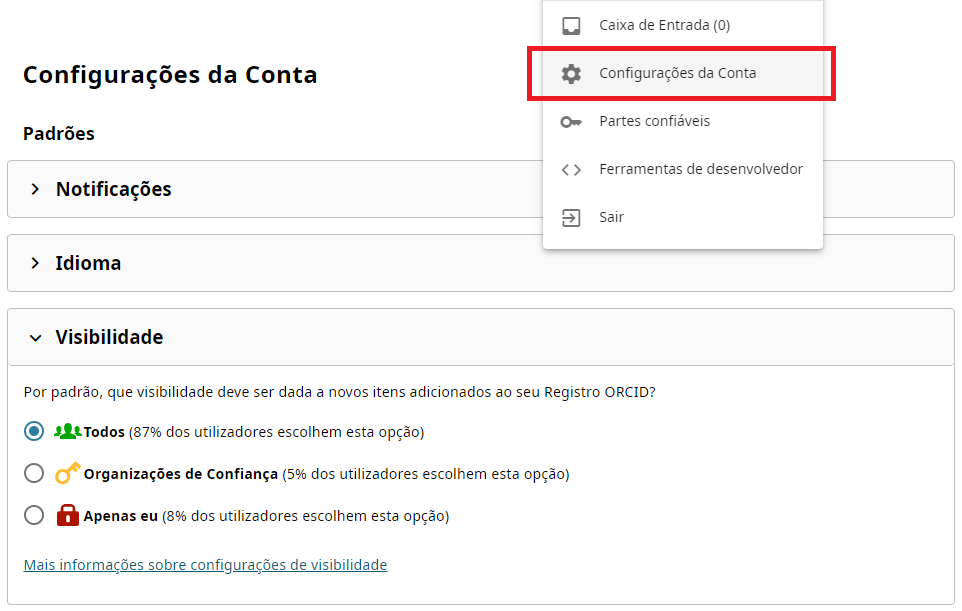 Caixa de Entrada (0)
Configurações da Conta
Configurações da Conta
Partes confiáveis
Padrões
Ferramentas de desenvolvedor
Notificações
Sair
Idioma
Visibilidade
Por padrão, que visibilidade deve ser dada a novos itens adicionados ao seu Registro ORCID?
Todos (87% dos utilizadores escolhem esta opção)
Organizações de Confiança (5% dos utilizadores escolhem esta opção)
Apenas eu (8% dos utilizadores escolhem esta opção)
Mais informações sobre configurações de visibilidade